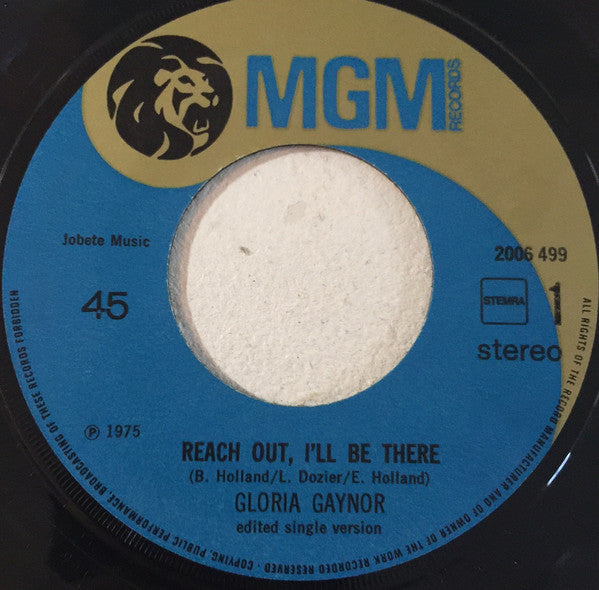 MGM
RECORDS
Jobete Music
2006 499
45
STEMRA
1
stereo
℗ 1975
REACH OUT, I'LL BE THERE
(B. Holland/L. Dozier/E. Holland)
GLORIA GAYNOR
edited single version
ALL RIGHTS OF THE RECORD MANUFACTURER AND OF OWNER OF THE WORK RESERVED · COPYING, PUBLIC PERFORMANCE, BROADCASTING OF THESE RECORDS FORBIDDEN